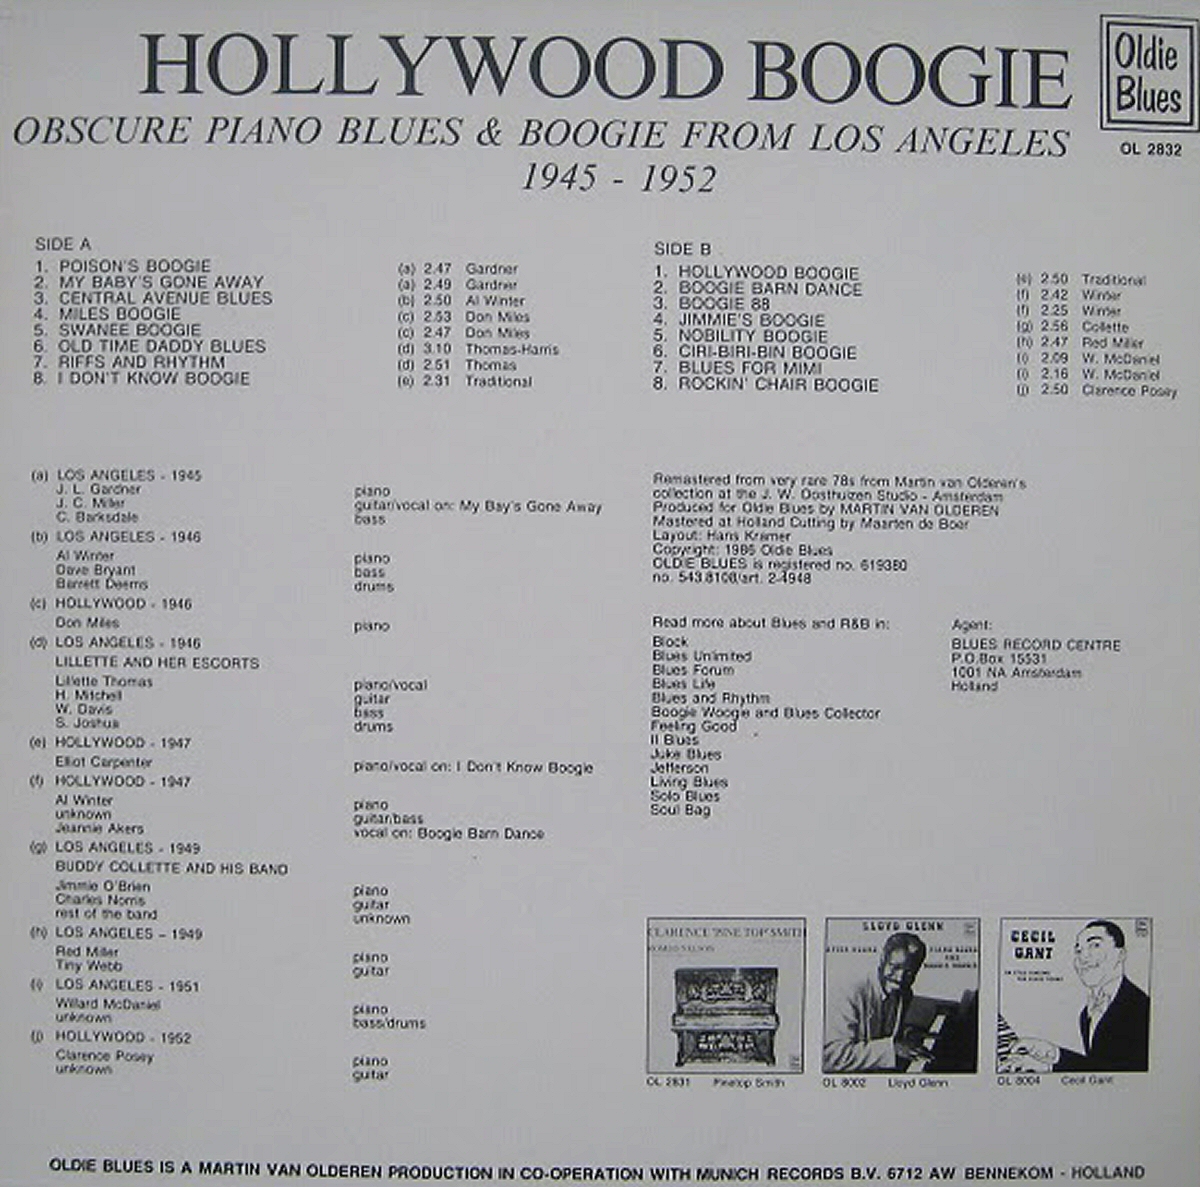 HOLLYWOOD BOOGIE
Oldie
Blues
OBSCURE PIANO BLUES & BOOGIE FROM LOS ANGELES
OL 2832
1945 - 1952
SIDE A
1. POISON'S BOOGIE (a) 2.47 Gardner
2. MY BABY'S GONE AWAY (a) 2.49 Gardner
3. CENTRAL AVENUE BLUES (b) 2.50 Al Winter
4. MILES BOOGIE (c) 2.53 Don Miles
5. SWANEE BOOGIE (c) 2.47 Don Miles
6. OLD TIME DADDY BLUES (d) 3.10 Thomas-Harris
7. RIFFS AND RHYTHM (d) 2.51 Thomas
8. I DON'T KNOW BOOGIE (e) 2.31 Traditional
SIDE B
1. HOLLYWOOD BOOGIE (e) 2.50 Traditional
2. BOOGIE BARN DANCE (f) 2.42 Winter
3. BOOGIE 88 (f) 2.25 Winter
4. JIMMIE'S BOOGIE (g) 2.56 Collette
5. NOBILITY BOOGIE (h) 2.47 Red Miller
6. CIRI-BIRI-BIN BOOGIE (i) 2.09 W. McDaniel
7. BLUES FOR MIMI (i) 2.16 W. McDaniel
8. ROCKIN' CHAIR BOOGIE (j) 2.50 Clarence Posey
(a) LOS ANGELES - 1945
J. L. Gardner piano
J. C. Miller guitar/vocal on: My Bay's Gone Away
C. Barksdale bass
(b) LOS ANGELES - 1946
Al Winter piano
Dave Bryant bass
Barrett Deems drums
(c) HOLLYWOOD - 1946
Don Miles piano
(d) LOS ANGELES - 1946
LILLETTE AND HER ESCORTS
Lillette Thomas piano/vocal
H. Mitchell guitar
W. Davis bass
S. Joshua drums
(e) HOLLYWOOD - 1947
Elliot Carpenter piano/vocal on: I Don't Know Boogie
(f) HOLLYWOOD - 1947
Al Winter piano
unknown guitar/bass
Jeannie Akers vocal on: Boogie Barn Dance
(g) LOS ANGELES - 1949
BUDDY COLLETTE AND HIS BAND
Jimmie O'Brien piano
Charles Norris guitar
rest of the band unknown
(h) LOS ANGELES - 1949
Red Miller piano
Tiny Webb guitar
(i) LOS ANGELES - 1951
Willard McDaniel piano
unknown bass/drums
(j) HOLLYWOOD - 1952
Clarence Posey piano
unknown guitar
Remastered from very rare 78s from Martin van Olderen's
collection at the J. W. Oosthuizen Studio - Amsterdam
Produced for Oldie Blues by MARTIN VAN OLDEREN
Mastered at Holland Cutting by Maarten de Boer
Layout: Hans Kramer
Copyright: 1986 Oldie Blues
OLDIE BLUES is registered no. 619380
no. 543.8108/art. 2-4948
Read more about Blues and R&B in:
Block
Blues Unlimited
Blues Forum
Blues Life
Blues and Rhythm
Boogie Woogie and Blues Collector
Feeling Good
Il Blues
Juke Blues
Jefferson
Living Blues
Solo Blues
Soul Bag
Agent:
BLUES RECORD CENTRE
P.O.Box 15531
1001 NA Amsterdam
Holland
CLARENCE 'PINE TOP' SMITH
OL 2831 Pinetop Smith
LLOYD GLENN
OL 8002 Lloyd Glenn
CECIL
GANT
OL 8004 Cecil Gant
OLDIE BLUES IS A MARTIN VAN OLDEREN PRODUCTION IN CO-OPERATION WITH MUNICH RECORDS B.V. 6712 AW BENNEKOM - HOLLAND